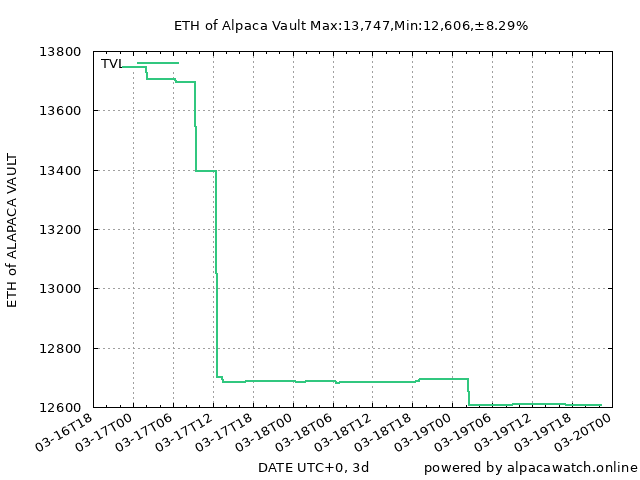 ETH of Alpaca Vault Max:13,747,Min:12,606,±8.29%
TVL
13800
13600
13400
13200
13000
12800
12600
ETH of ALAPACA VAULT
03-16T18
03-17T00
03-17T06
03-17T12
03-17T18
03-18T00
03-18T06
03-18T12
03-18T18
03-19T00
03-19T06
03-19T12
03-19T18
03-20T00
DATE UTC+0, 3d
powered by alpacawatch.online